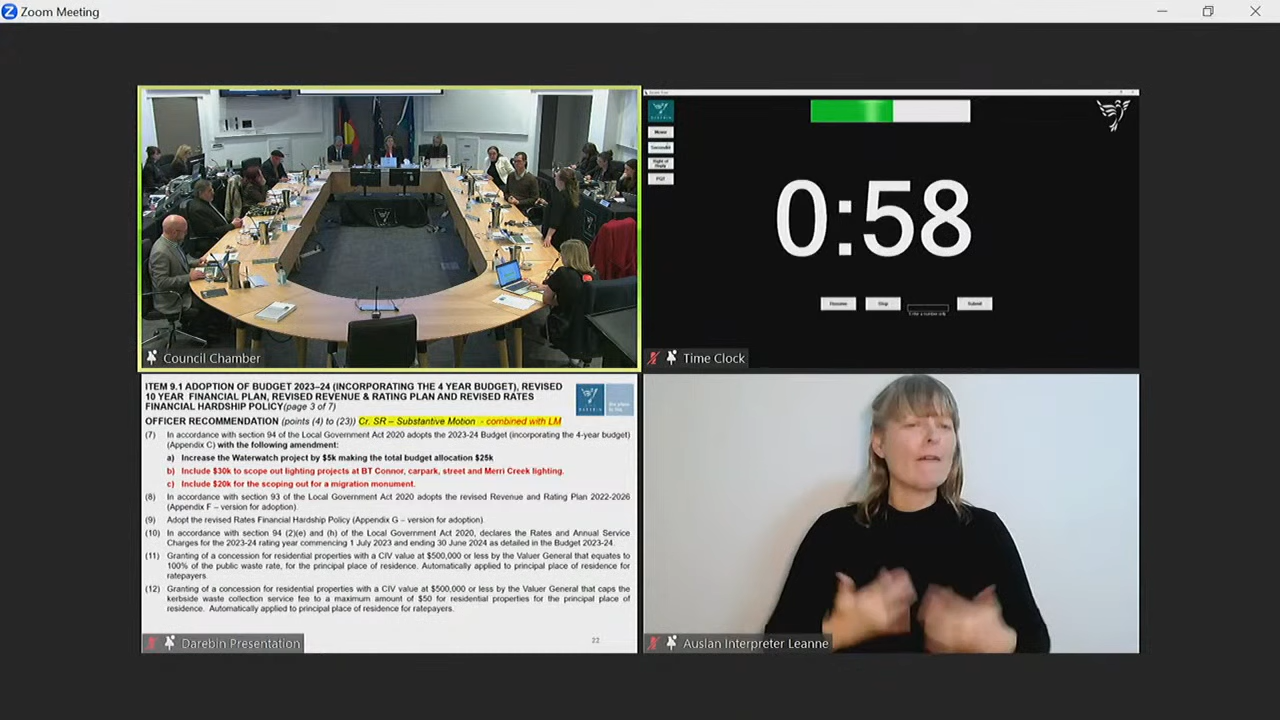 Zoom Meeting
Council Chamber
DAREBIN
0:58
Resume
Stop
Enter a number only
Submit
Time Clock
ITEM 9.1 ADOPTION OF BUDGET 2023–24 (INCORPORATING THE 4 YEAR BUDGET), REVISED
10 YEAR FINANCIAL PLAN, REVISED REVENUE & RATING PLAN AND REVISED RATES
FINANCIAL HARDSHIP POLICY(page 3 of 7)
DAREBIN
OFFICER RECOMMENDATION (points (4) to (23)) Cr. SR – Substantive Motion - combined with LM
(7) In accordance with section 94 of the Local Government Act 2020 adopts the 2023-24 Budget (incorporating the 4-year budget)
(Appendix C) with the following amendment:
a) Increase the Waterwatch project by $5k making the total budget allocation $25k
b) Include $30k to scope out lighting projects at BT Connor, carpark, street and Merri Creek lighting.
c) Include $20k for the scoping out for a migration monument.
(8) In accordance with section 93 of the Local Government Act 2020 adopts the revised Revenue and Rating Plan 2022-2026
(Appendix F – version for adoption).
(9) Adopt the revised Rates Financial Hardship Policy (Appendix G – version for adoption).
(10) In accordance with section 94 (2)(e) and (h) of the Local Government Act 2020, declares the Rates and Annual Service
Charges for the 2023-24 rating year commencing 1 July 2023 and ending 30 June 2024 as detailed in the Budget 2023-24.
(11) Granting of a concession for residential properties with a CIV value at $500,000 or less by the Valuer General that equates to
100% of the public waste rate, for the principal place of residence. Automatically applied to principal place of residence for
ratepayers.
(12) Granting of a concession for residential properties with a CIV value at $500,000 or less by the Valuer General that caps the
kerbside waste collection service fee to a maximum amount of $50 for residential properties for the principal place of
residence. Automatically applied to principal place of residence for ratepayers.
22
Darebin Presentation
Auslan Interpreter Leanne